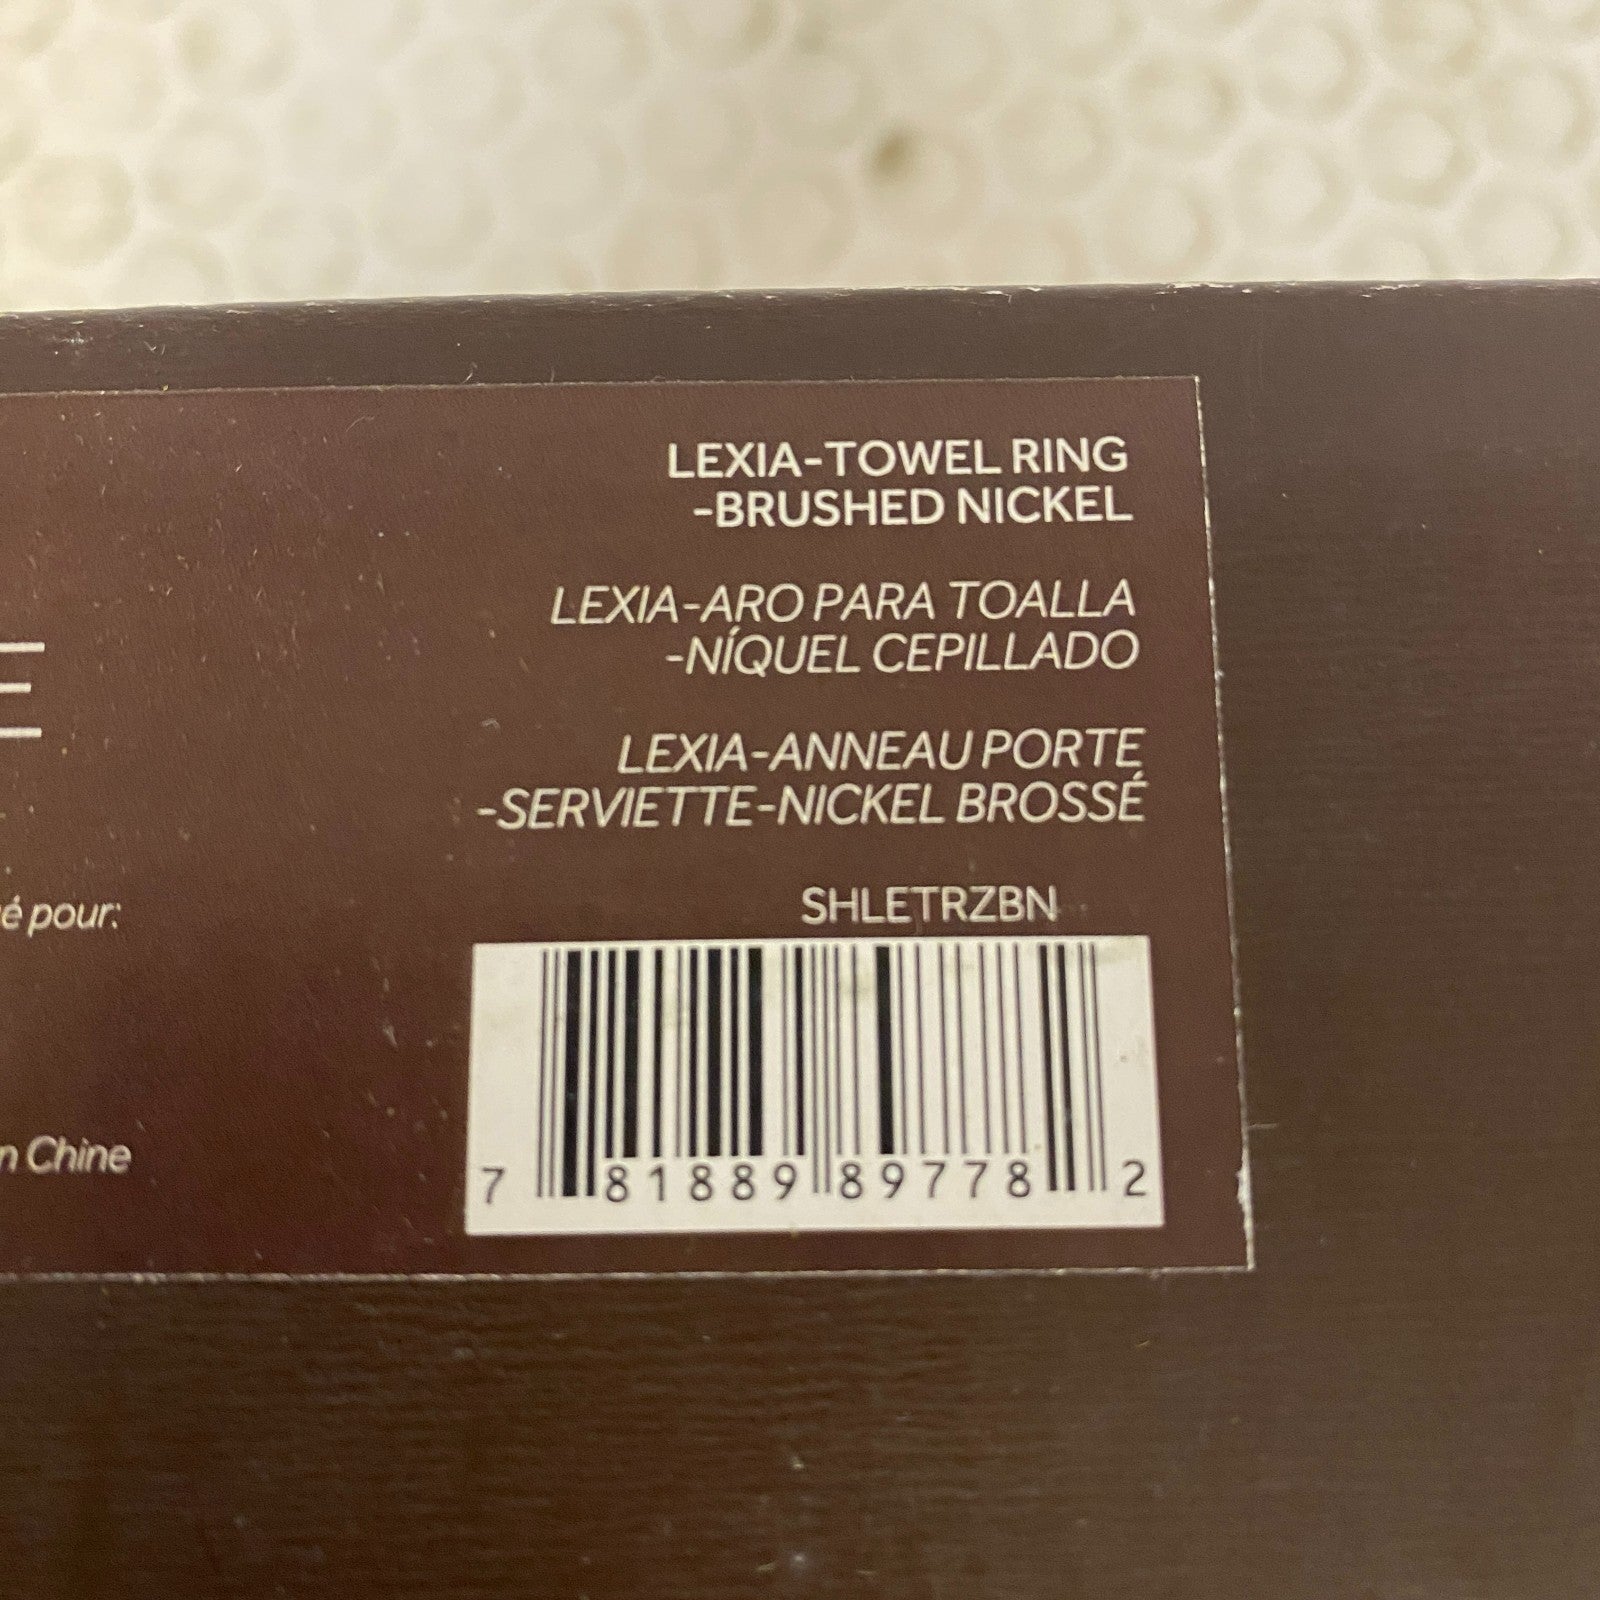 LEXIA-TOWEL RING
-BRUSHED NICKEL
LEXIA-ARO PARA TOALLA
-NÍQUEL CEPILLADO
LEXIA-ANNEAU PORTE
-SERVIETTE-NICKEL BROSSÉ
SHLETRZBN
7 81889 89778 2
pour:
Chine